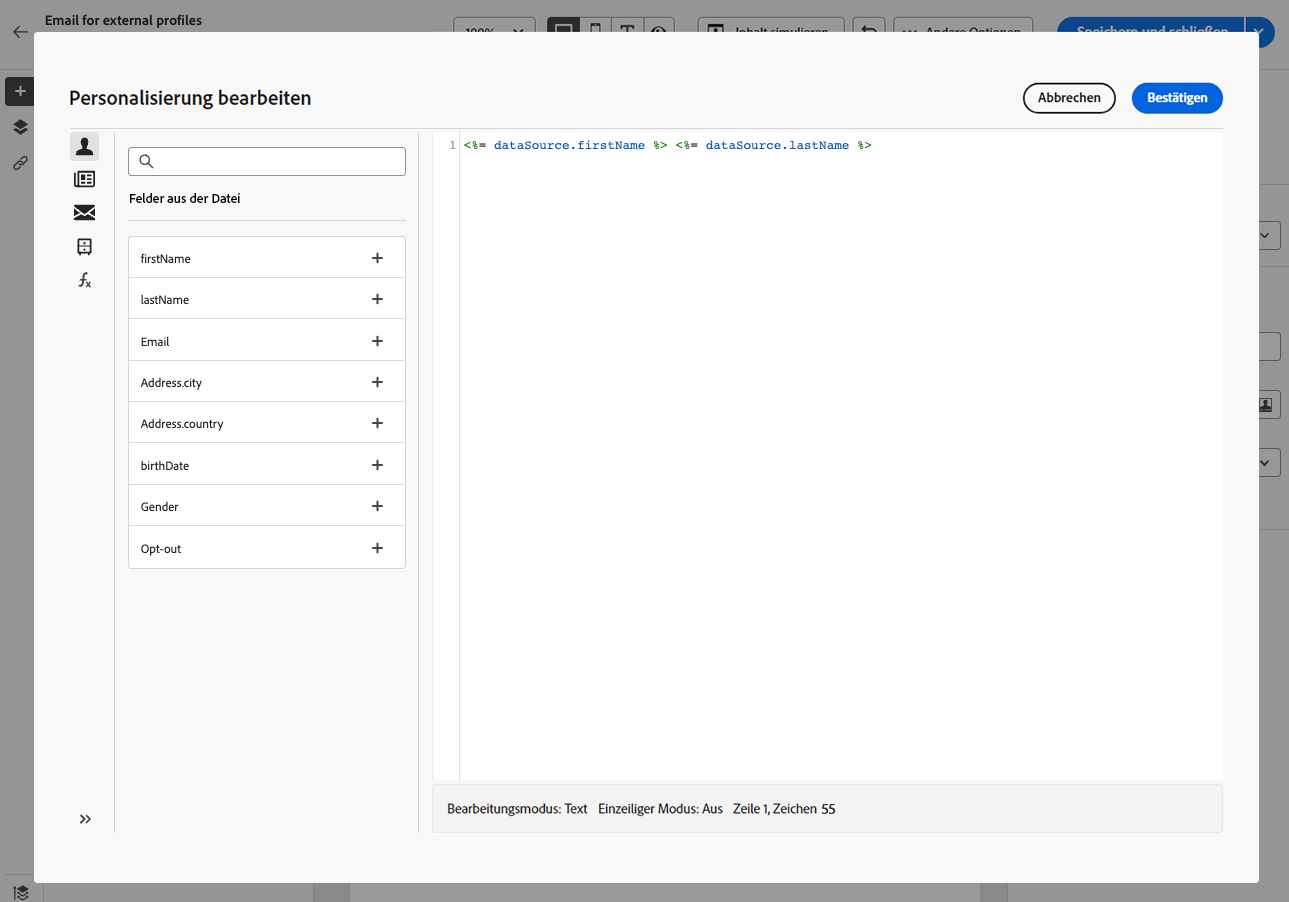 Email for external profiles
100%
Inhalt simulieren
Andere Optionen
Speichern und schließen
Personalisierung bearbeiten
Abbrechen
Bestätigen
1 <%= dataSource.firstName %> <%= dataSource.lastName %>
Felder aus der Datei
firstName
lastName
Email
Address.city
Address.country
birthDate
Gender
Opt-out
Bearbeitungsmodus: Text Einzeiliger Modus: Aus Zeile 1, Zeichen 55